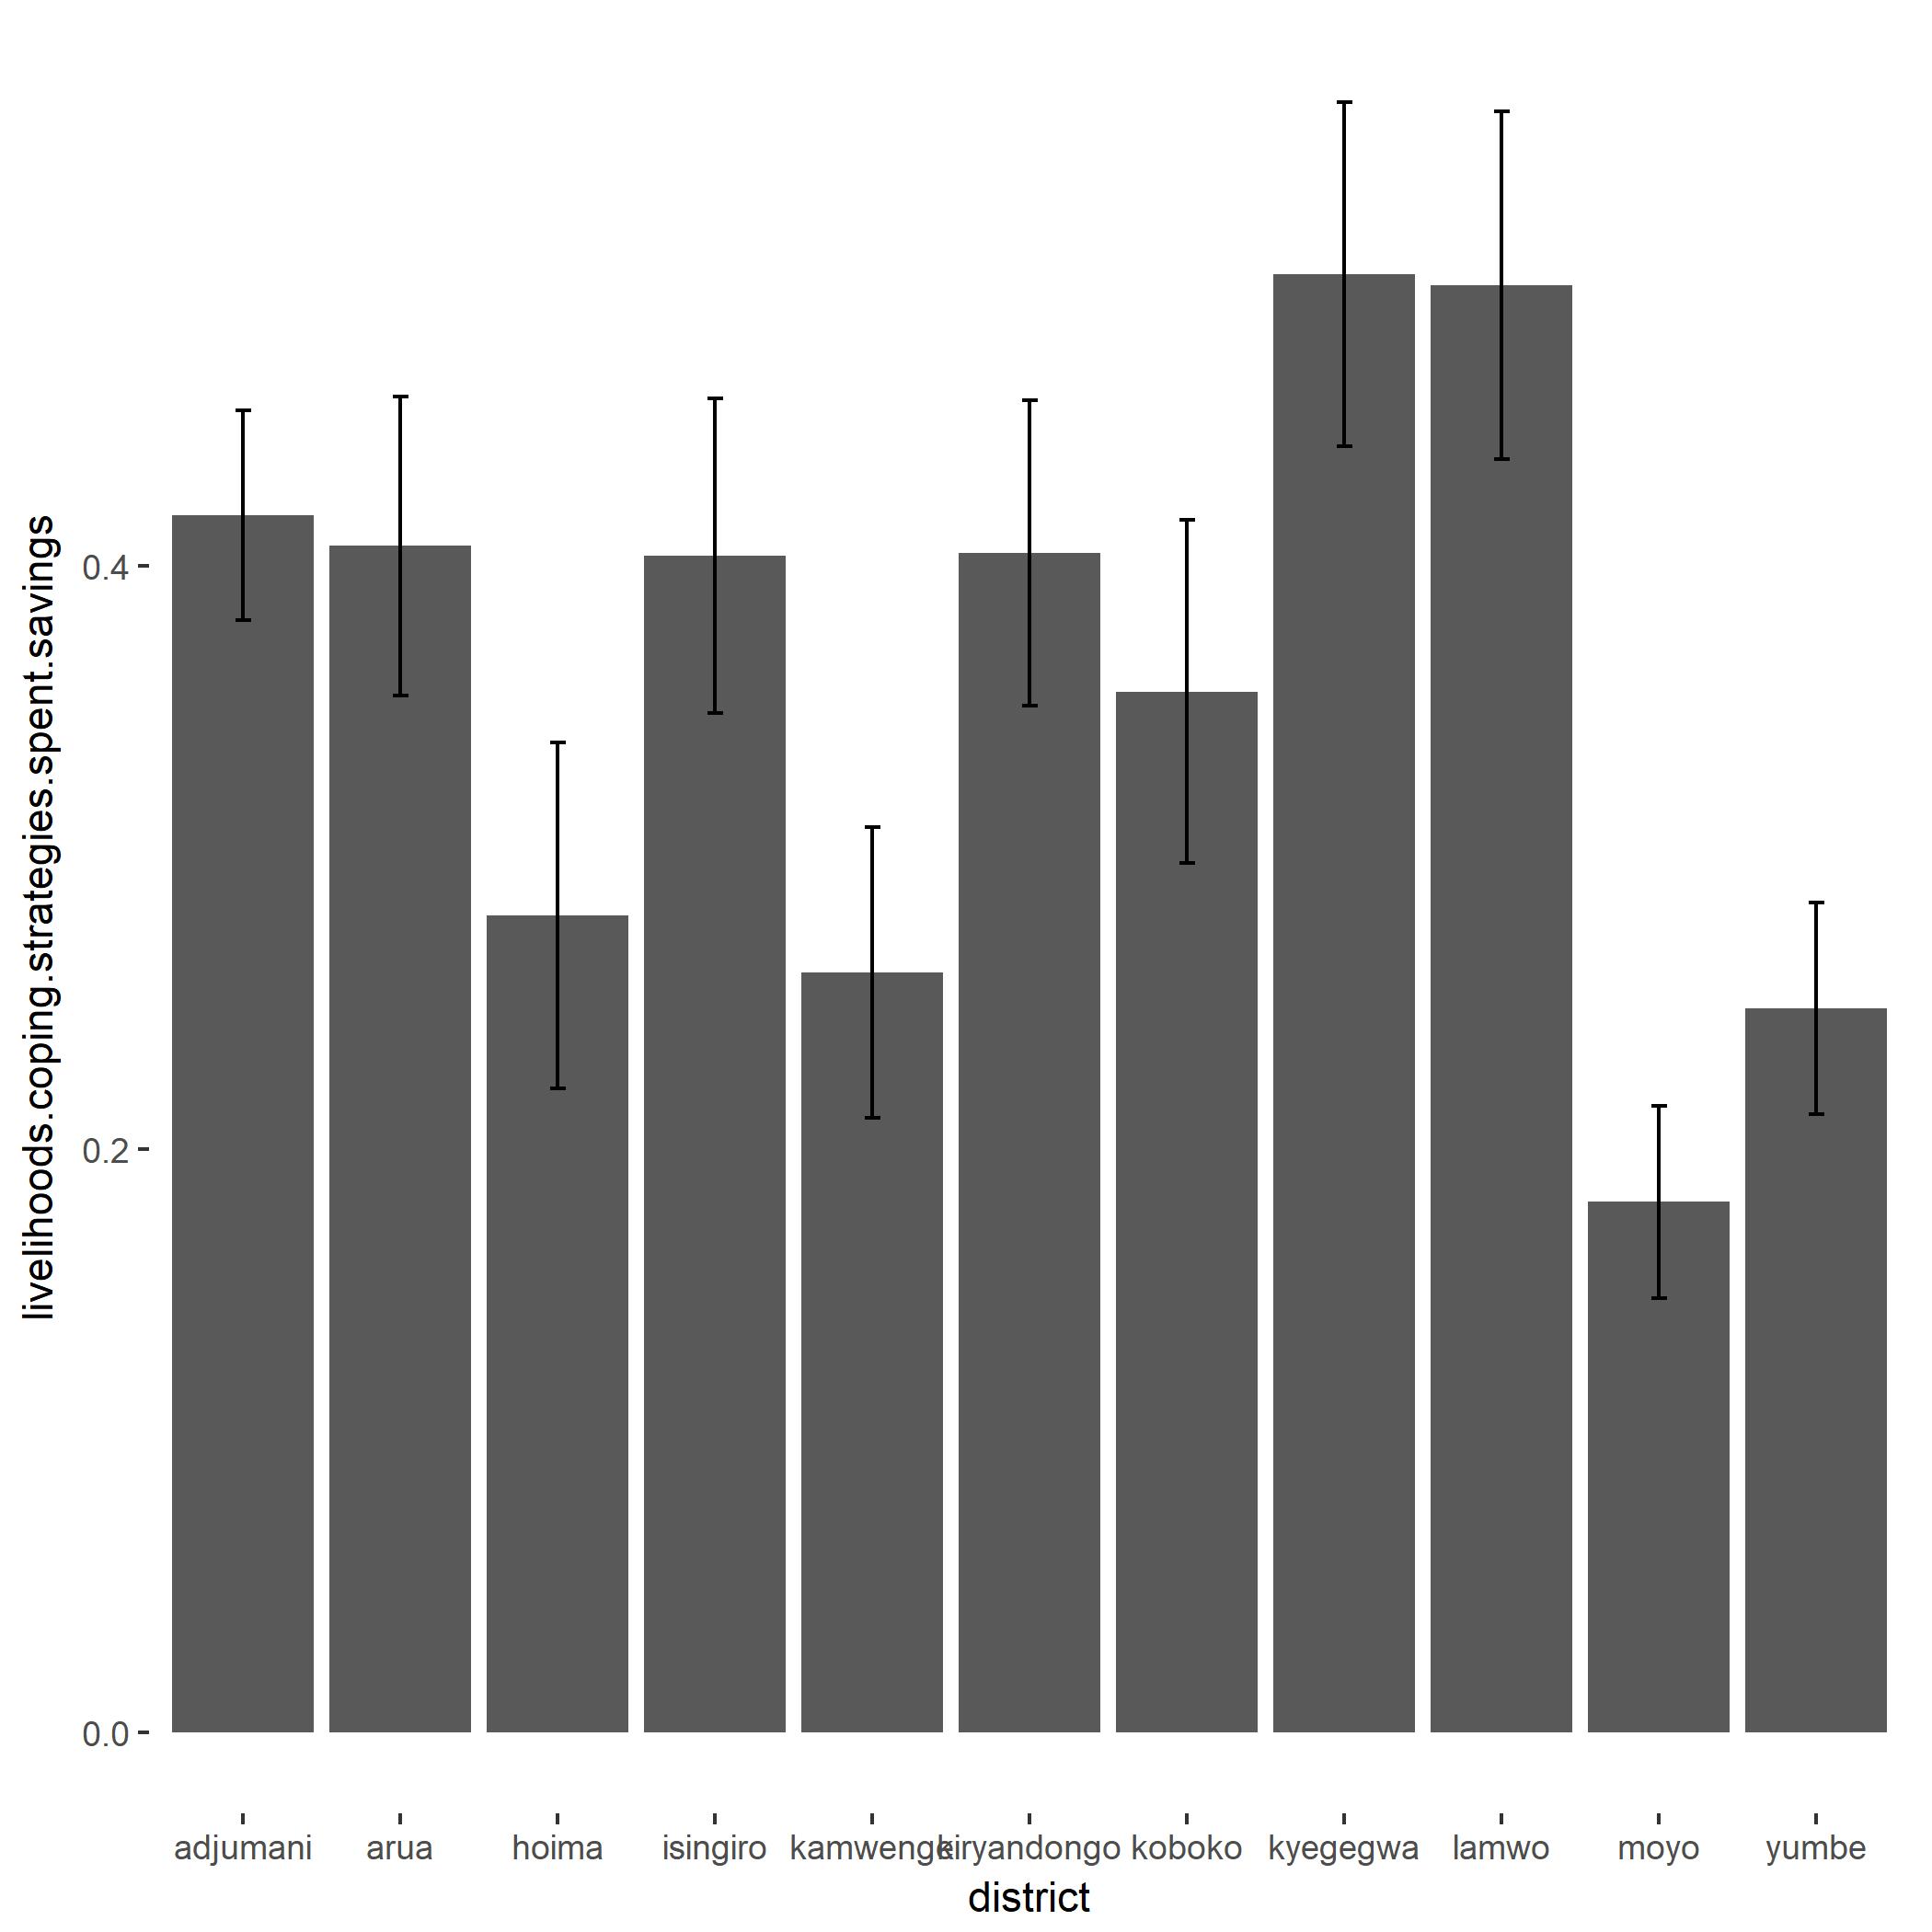 livelihoods.coping.strategies.spent.savings
0.4
0.2
0.0
adjumani arua hoima isingiro kamwenge kiryandongo koboko kyegegwa lamwo moyo yumbe
district